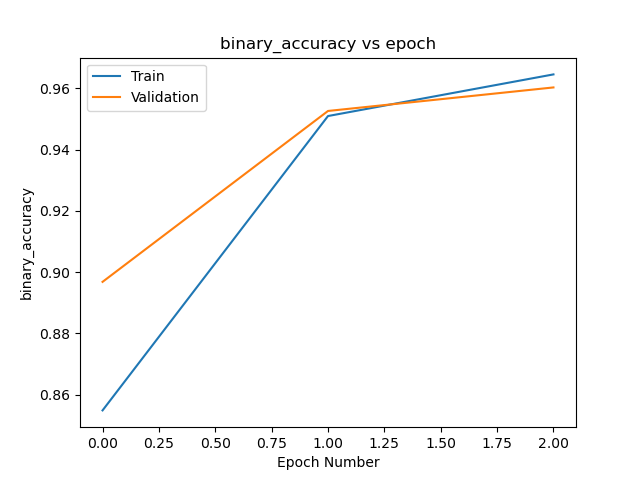 binary_accuracy vs epoch
Train
Validation
0.96
0.94
0.92
0.90
0.88
0.86
binary_accuracy
0.00 0.25 0.50 0.75 1.00 1.25 1.50 1.75 2.00
Epoch Number